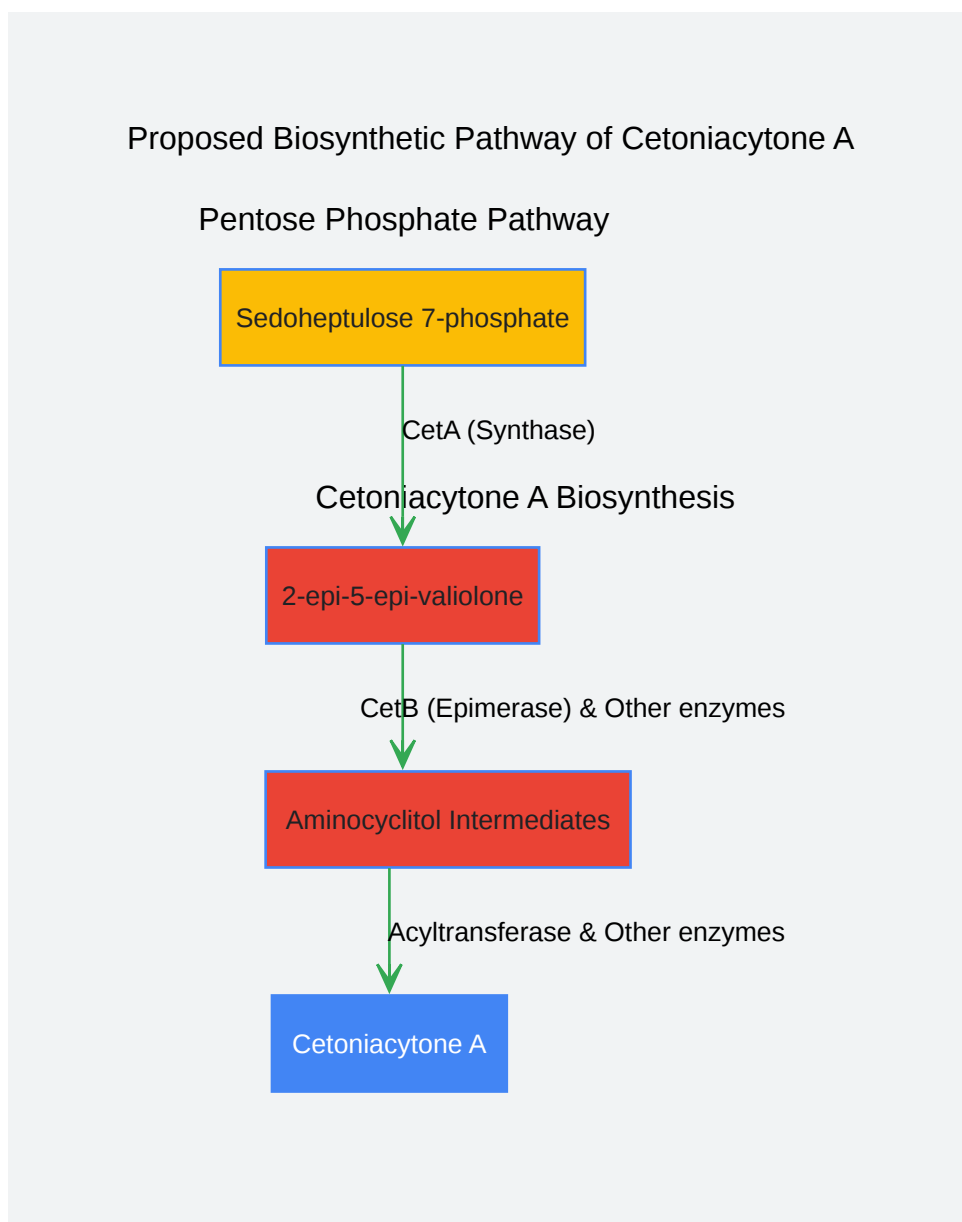 Proposed Biosynthetic Pathway of Cetoniacytone A
Pentose Phosphate Pathway
Sedoheptulose 7-phosphate
CetA (Synthase)
Cetoniacytone A Biosynthesis
2-epi-5-epi-valiolone
CetB (Epimerase) & Other enzymes
Aminocyclitol Intermediates
Acyltransferase & Other enzymes
Cetoniacytone A